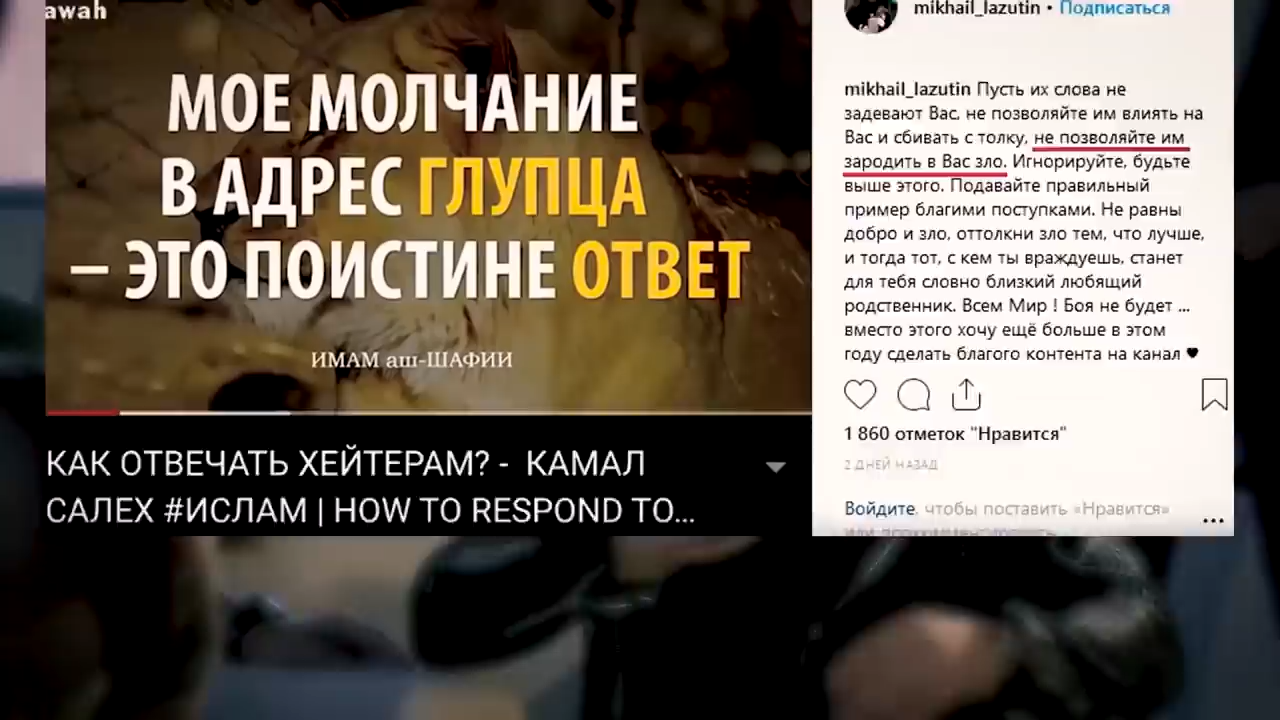 awah
МОЕ МОЛЧАНИЕ
В АДРЕС ГЛУПЦА
– ЭТО ПОИСТИНЕ ОТВЕТ
ИМАМ аш-ШАФИИ
КАК ОТВЕЧАТЬ ХЕЙТЕРАМ? - КАМАЛ
САЛЕХ #ИСЛАМ | HOW TO RESPOND TO...
mikhail_lazutin • Подписаться
mikhail_lazutin Пусть их слова не
задевают Вас, не позволяйте им влиять на
Вас и сбивать с толку, не позволяйте им
зародить в Вас зло. Игнорируйте, будьте
выше этого. Подавайте правильный
пример благими поступками. Не равны
добро и зло, оттолкни зло тем, что лучше,
и тогда тот, с кем ты враждуешь, станет
для тебя словно близкий любящий
родственник. Всем Мир ! Боя не будет ...
вместо этого хочу ещё больше в этом
году сделать благого контента на канал 🖤
1 860 отметок "Нравится"
2 ДНЕЙ НАЗАД
Войдите, чтобы поставить «Нравится»